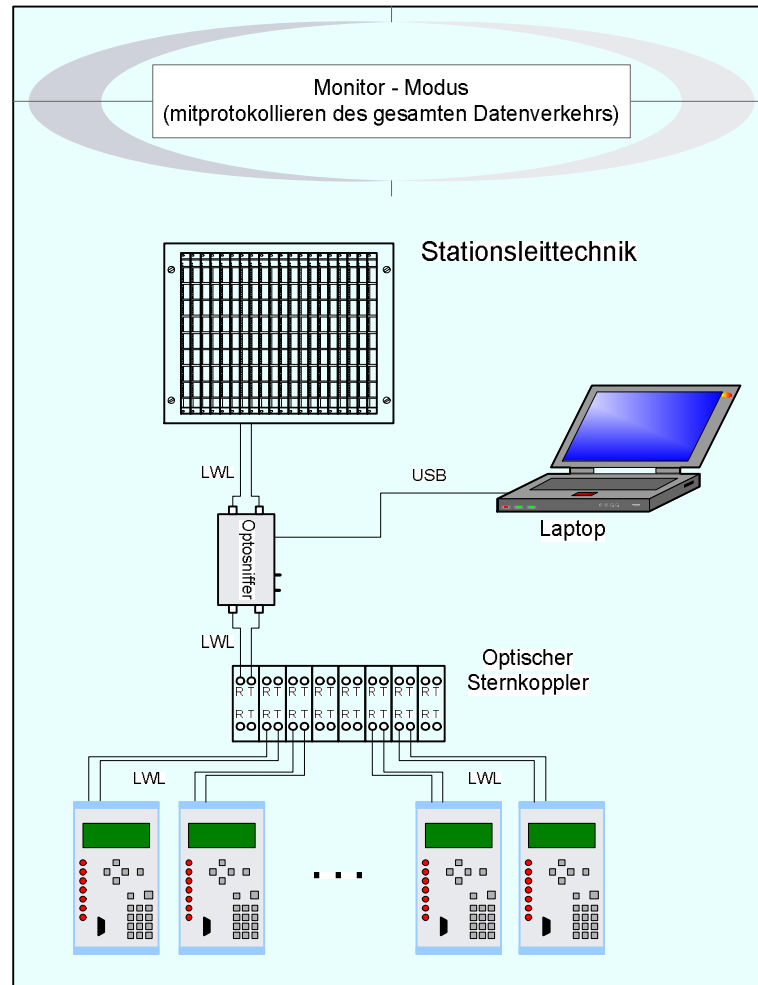 Monitor - Modus
(mitprotokollieren des gesamten Datenverkehrs)
Stationsleittechnik
LWL
USB
Optosniffer
Laptop
LWL
Optischer
Sternkoppler
R T R T R T R T R T R T R T R T
R T R T R T R T R T R T R T R T
LWL
LWL